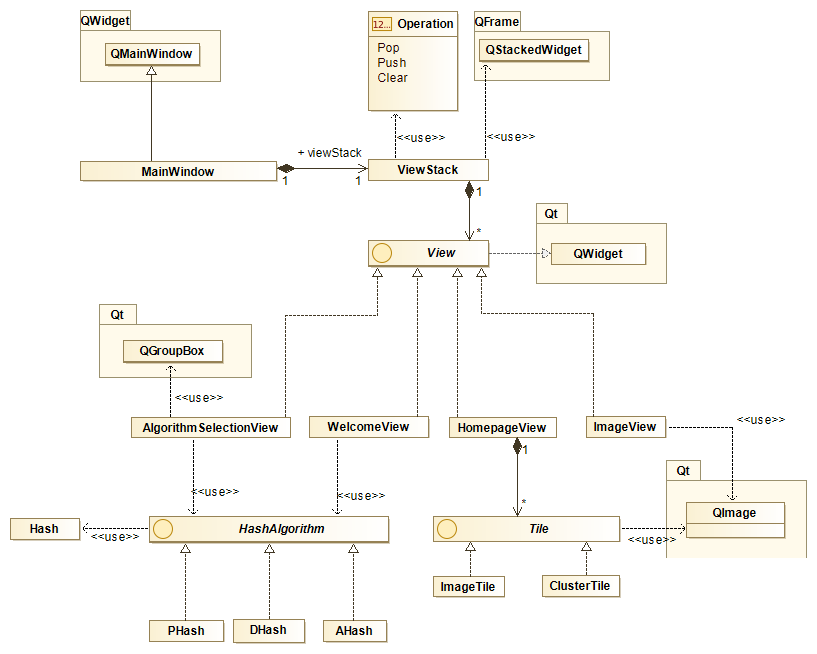 QWidget
QMainWindow
12... Operation
Pop
Push
Clear
QFrame
QStackedWidget
<<use>>
<<use>>
+ viewStack
MainWindow
1
1
ViewStack
1
*
View
Qt
QWidget
Qt
QGroupBox
<<use>>
AlgorithmSelectionView
WelcomeView
HomepageView
ImageView
<<use>>
1
*
<<use>>
<<use>>
Qt
QImage
Hash
<<use>>
HashAlgorithm
Tile
<<use>>
ImageTile
ClusterTile
PHash
DHash
AHash